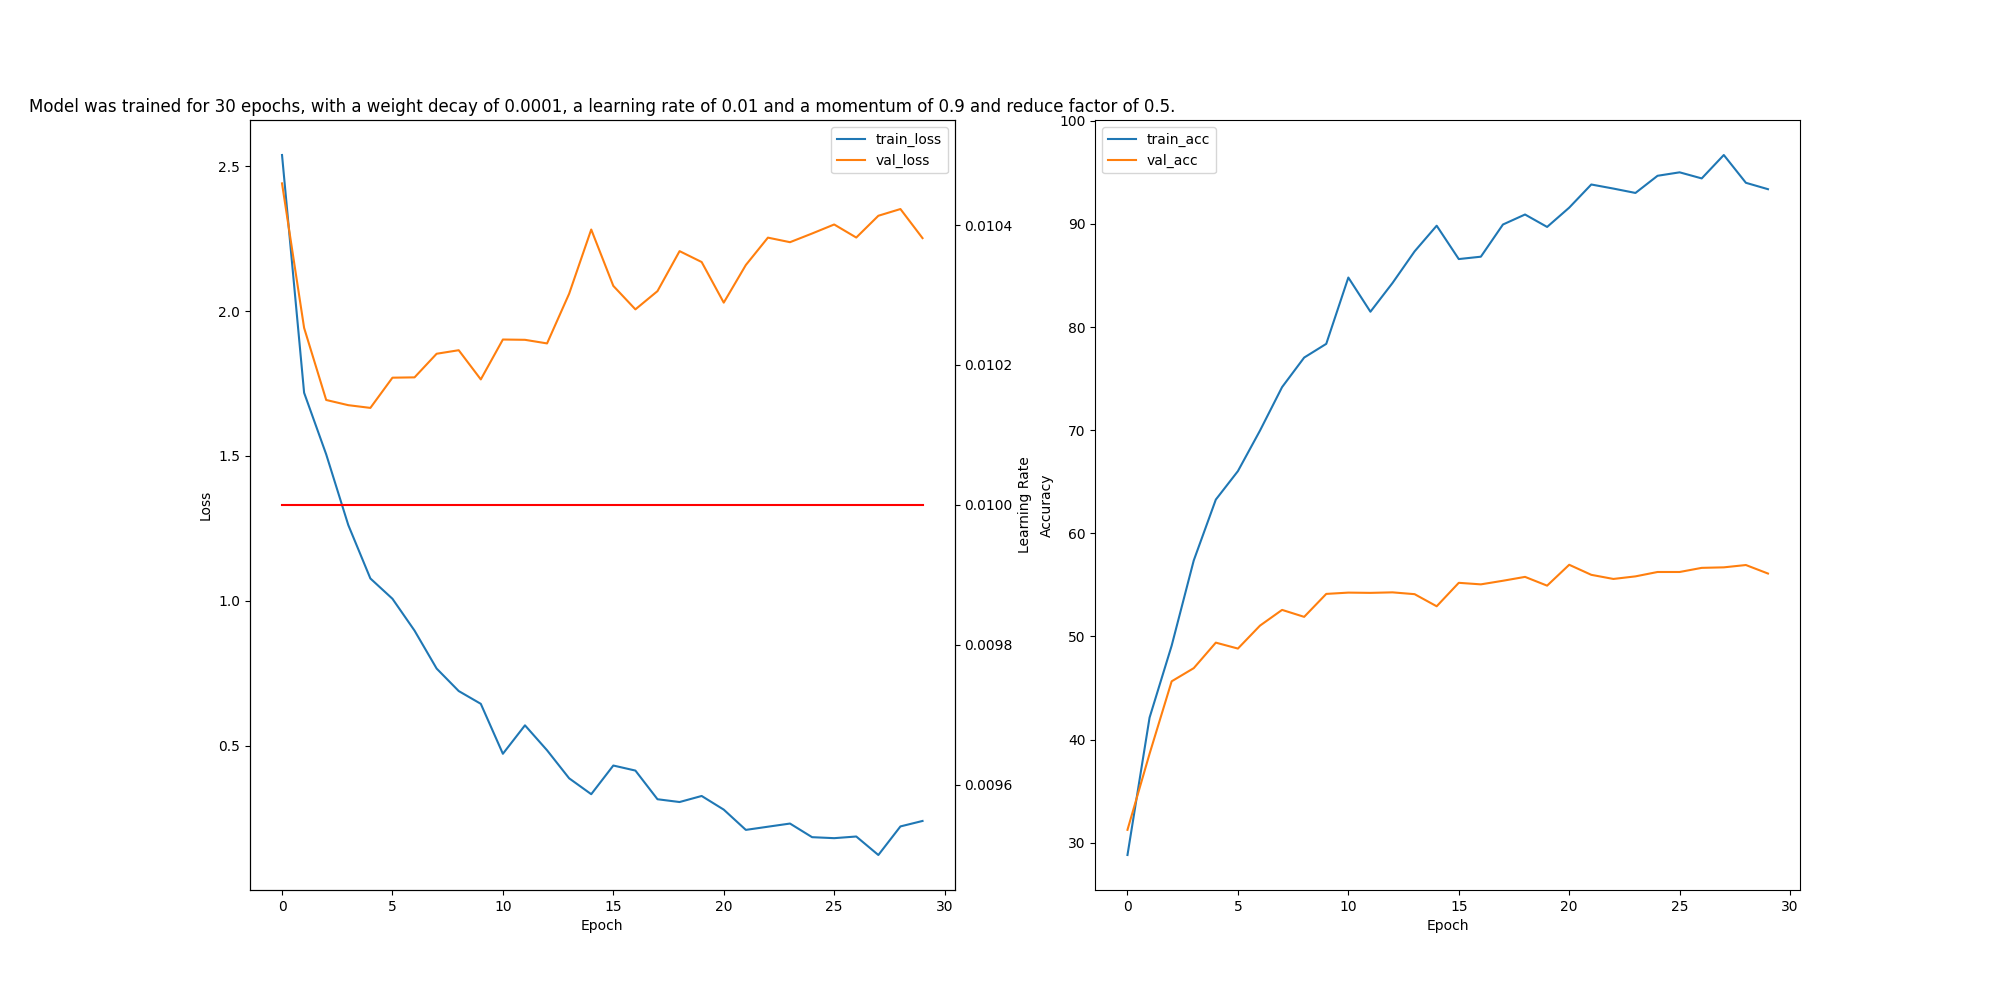 Model was trained for 30 epochs, with a weight decay of 0.0001, a learning rate of 0.01 and a momentum of 0.9 and reduce factor of 0.5.
train_loss
val_loss
2.5
2.0
1.5
1.0
0.5
Loss
0.0104
0.0102
0.0100
0.0098
0.0096
Learning Rate
0 5 10 15 20 25 30
Epoch
train_acc
val_acc
100
90
80
70
60
50
40
30
Accuracy
0 5 10 15 20 25 30
Epoch